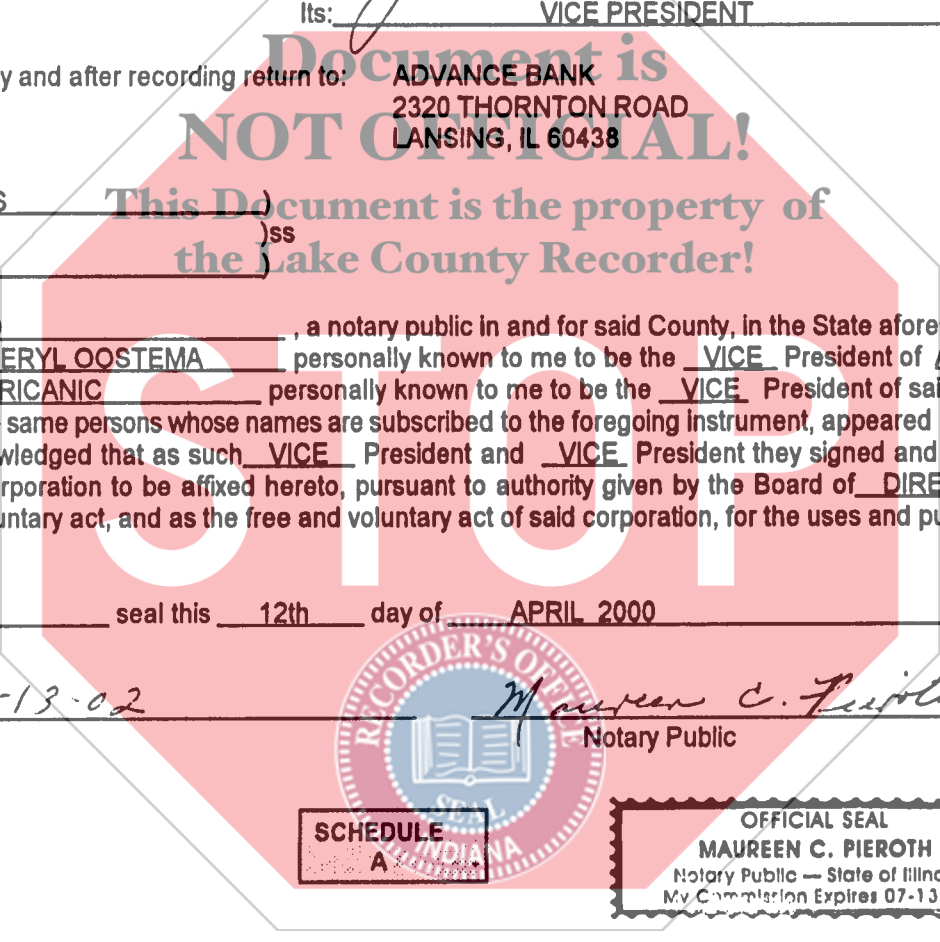 Its: VICE PRESIDENT
Document is
y and after recording return to: ADVANCE BANK
2320 THORNTON ROAD
NOT OFFICIAL!
LANSING, IL 60438
S )
This Document is the property of
)ss
the Lake County Recorder!
)
, a notary public in and for said County, in the State afore
ERYL OOSTEMA personally known to me to be the VICE President of
RICANIC personally known to me to be the VICE President of sai
same persons whose names are subscribed to the foregoing instrument, appeared
wledged that as such VICE President and VICE President they signed and
rporation to be affixed hereto, pursuant to authority given by the Board of DIRE
untary act, and as the free and voluntary act of said corporation, for the uses and pu
STOP
seal this 12th day of APRIL 2000
RECORDER'S OFFICE
-13-02 Maureen C. Pierot
Notary Public
SEAL
INDIANA
SCHEDULE
A
OFFICIAL SEAL
MAUREEN C. PIEROTH
Notary Public — State of Illino
My Commission Expires 07-13